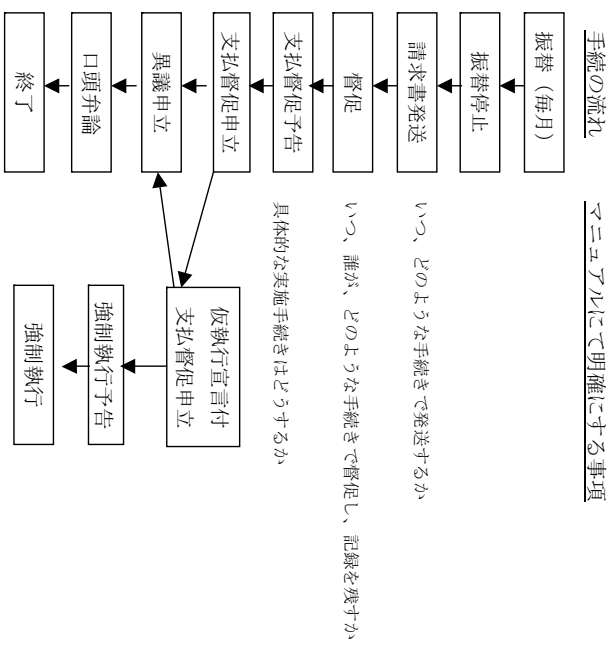 手続の流れ
マニュアルにて明確にする事項
振替（毎月）
振替停止
請求書発送
いつ、どのような手続きで発送するか
督促
いつ、誰が、どのような手続きで督促し、記録を残すか
支払督促予告
具体的な実施手続きはどうするか
支払督促申立
仮執行宣言付
支払督促申立
異議申立
強制執行予告
口頭弁論
強制執行
終了